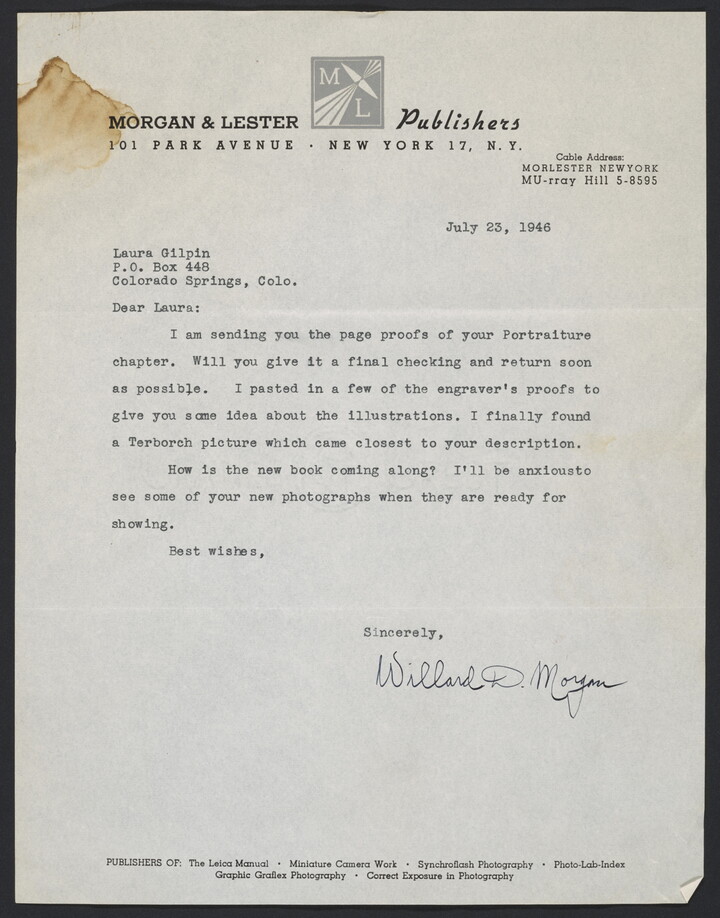 M L
MORGAN & LESTER Publishers
101 PARK AVENUE · NEW YORK 17, N.Y.
Cable Address:
MORLESTER NEWYORK
MU-rray Hill 5-8595
July 23, 1946
Laura Gilpin
P.O. Box 448
Colorado Springs, Colo.
Dear Laura:
I am sending you the page proofs of your Portraiture
chapter. Will you give it a final checking and return soon
as possible. I pasted in a few of the engraver's proofs to
give you some idea about the illustrations. I finally found
a Terborch picture which came closest to your description.
How is the new book coming along? I'll be anxiousto
see some of your new photographs when they are ready for
showing.
Best wishes,
Sincerely,
Willard D. Morgan
PUBLISHERS OF: The Leica Manual · Miniature Camera Work · Synchroflash Photography · Photo-Lab-Index
Graphic Graflex Photography · Correct Exposure in Photography